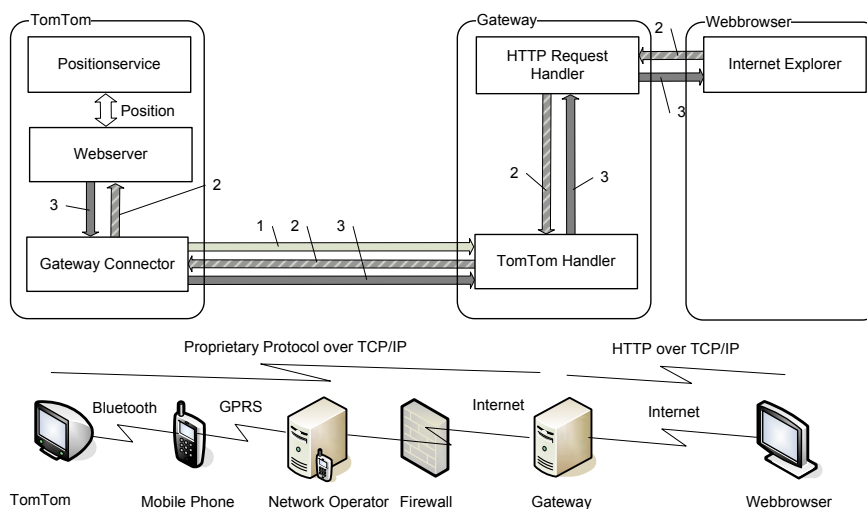 TomTom
Gateway
Webbrowser
Positionservice
HTTP Request
Handler
Internet Explorer
2
3
Position
Webserver
3
2
2
3
1
2
3
Gateway Connector
TomTom Handler
Proprietary Protocol over TCP/IP
HTTP over TCP/IP
Bluetooth
GPRS
Internet
Internet
TomTom
Mobile Phone
Network Operator
Firewall
Gateway
Webbrowser